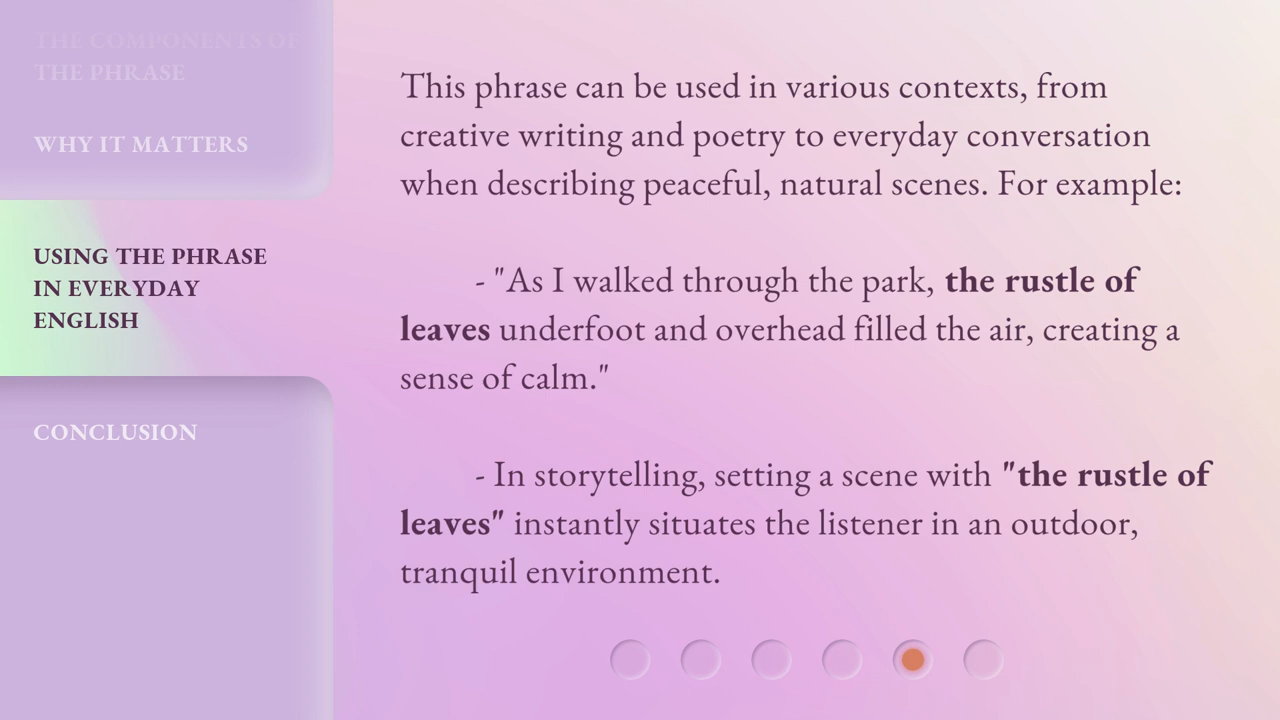 THE COMPONENTS OF
THE PHRASE
WHY IT MATTERS
USING THE PHRASE
IN EVERYDAY
ENGLISH
CONCLUSION
This phrase can be used in various contexts, from
creative writing and poetry to everyday conversation
when describing peaceful, natural scenes. For example:
- "As I walked through the park, the rustle of
leaves underfoot and overhead filled the air, creating a
sense of calm."
- In storytelling, setting a scene with "the rustle of
leaves" instantly situates the listener in an outdoor,
tranquil environment.